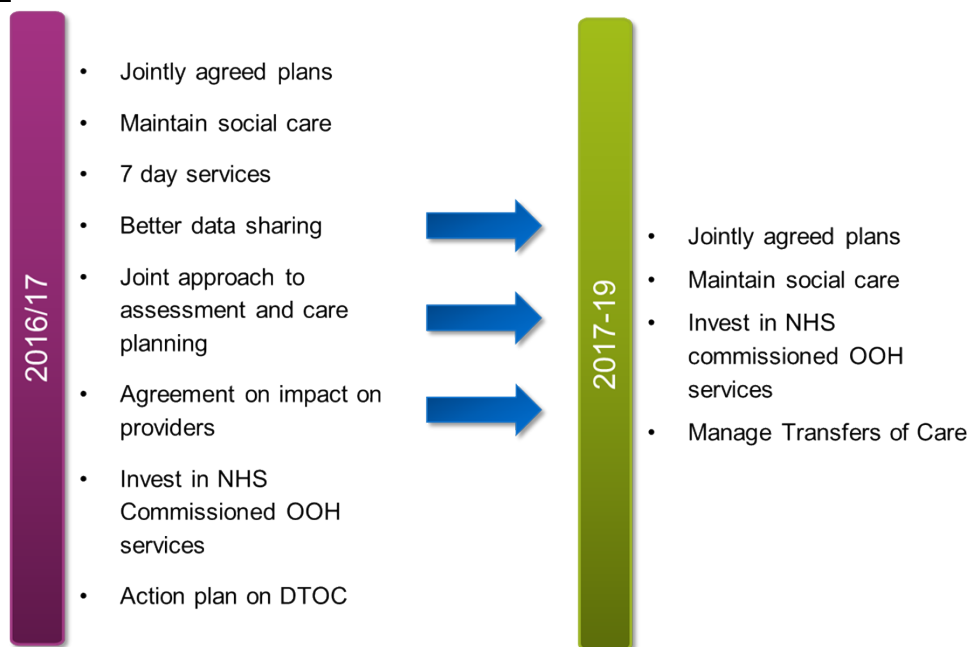 2016/17
• Jointly agreed plans
• Maintain social care
• 7 day services
• Better data sharing
• Joint approach to
assessment and care
planning
• Agreement on impact on
providers
• Invest in NHS
Commissioned OOH
services
• Action plan on DTOC
2017-19
• Jointly agreed plans
• Maintain social care
• Invest in NHS
commissioned OOH
services
• Manage Transfers of Care